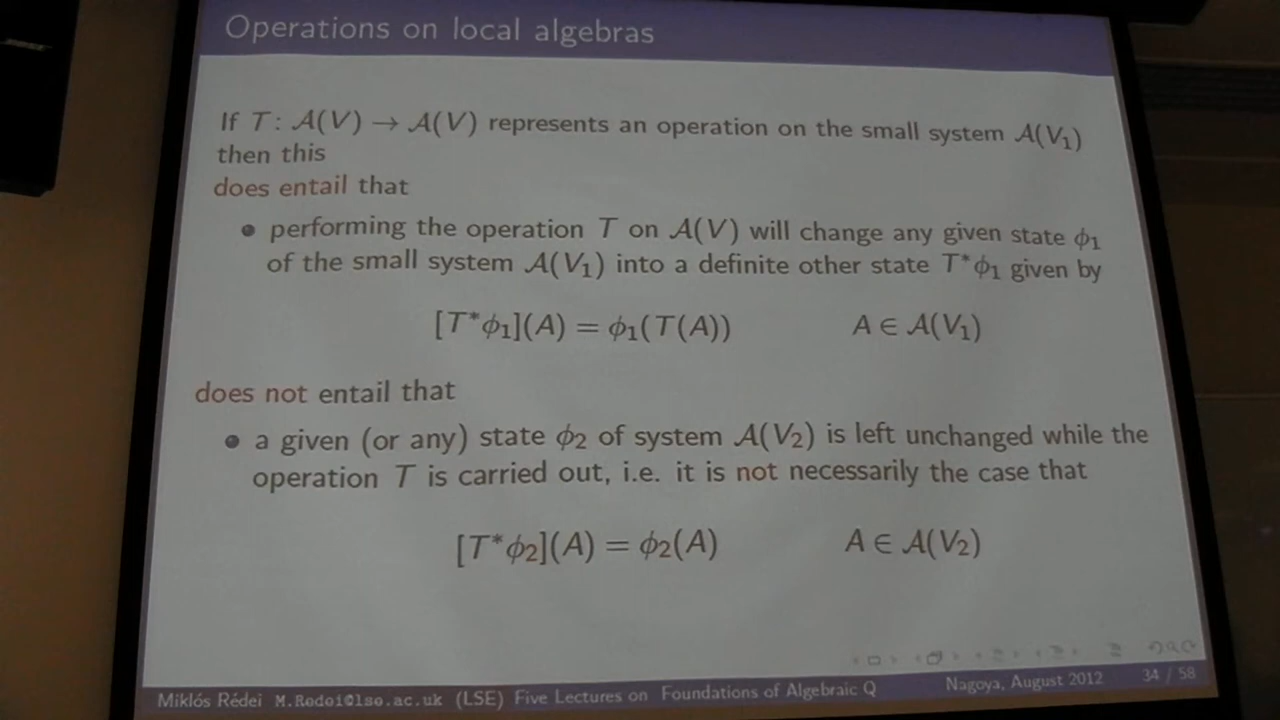 Operations on local algebras
If T: A(V) → A(V) represents an operation on the small system A(V₁)
then this
does entail that
• performing the operation T on A(V) will change any given state ϕ₁
of the small system A(V₁) into a definite other state T*ϕ₁ given by
[T*ϕ₁](A) = ϕ₁(T(A)) A ∈ A(V₁)
does not entail that
• a given (or any) state ϕ₂ of system A(V₂) is left unchanged while the
operation T is carried out, i.e. it is not necessarily the case that
[T*ϕ₂](A) = ϕ₂(A) A ∈ A(V₂)
Miklós Rédei M.Redei@lse.ac.uk (LSE) Five Lectures on Foundations of Algebraic Q Nagoya, August 2012 34 / 58